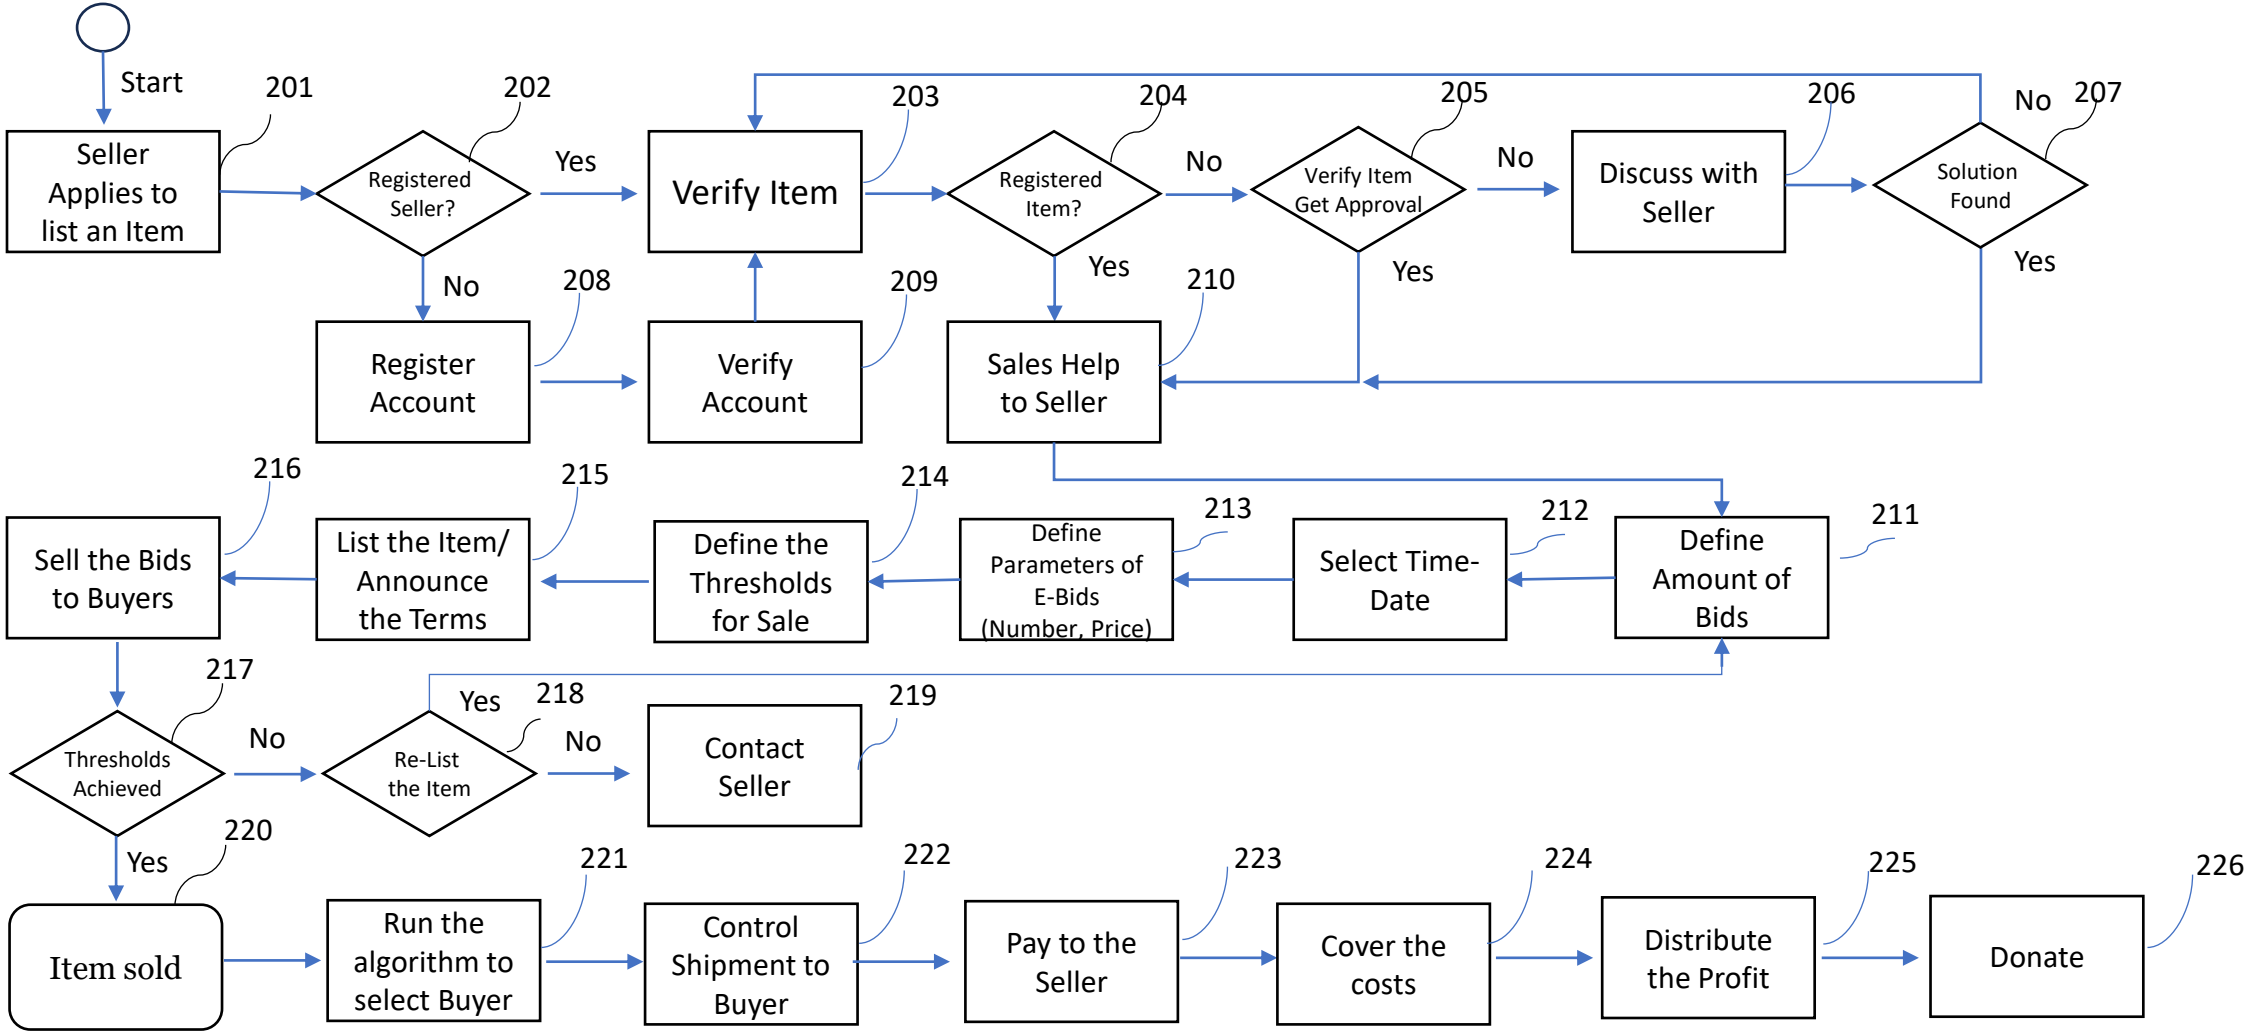 Start
201
202
203
204
205
206
207
Seller
Applies to
list an Item
Registered
Seller?
Yes
No
Verify Item
Registered
Item?
No
Yes
Verify Item
Get Approval
No
Yes
Discuss with
Seller
Solution
Found
No
Yes
208
209
210
Register
Account
Verify
Account
Sales Help
to Seller
216
215
214
213
212
211
Sell the Bids
to Buyers
List the Item/
Announce
the Terms
Define the
Thresholds
for Sale
Define
Parameters of
E-Bids
(Number, Price)
Select Time-
Date
Define
Amount of
Bids
217
218
219
Thresholds
Achieved
No
Yes
Re-List
the Item
Yes
No
Contact
Seller
220
221
222
223
224
225
226
Item sold
Run the
algorithm to
select Buyer
Control
Shipment to
Buyer
Pay to the
Seller
Cover the
costs
Distribute
the Profit
Donate